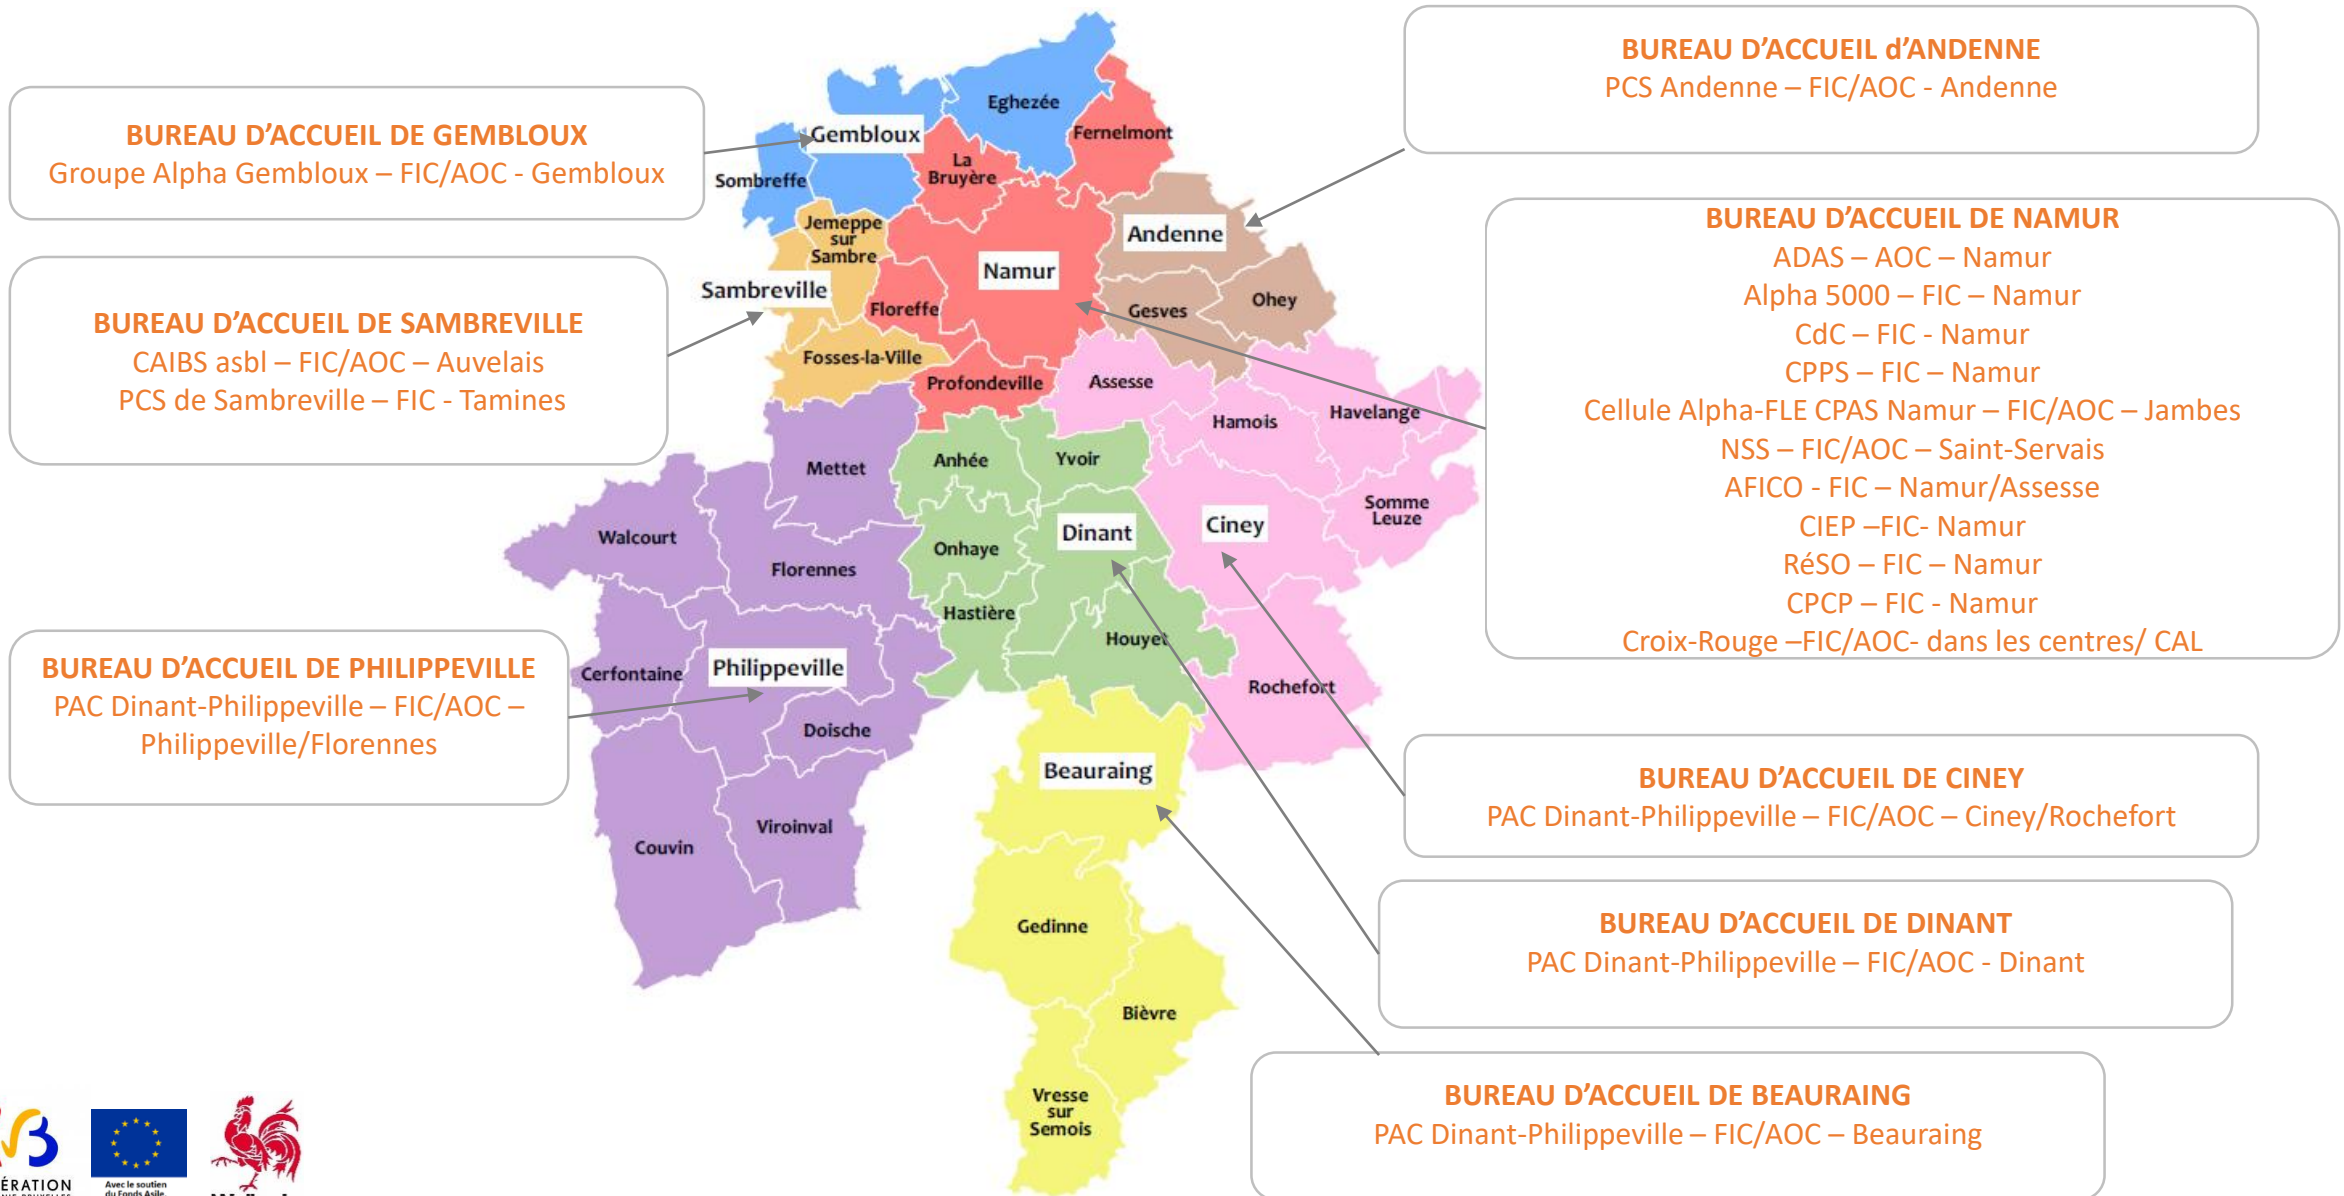 BUREAU D’ACCUEIL DE GEMBLOUX
Groupe Alpha Gembloux – FIC/AOC - Gembloux
BUREAU D’ACCUEIL DE SAMBREVILLE
CAIBS asbl – FIC/AOC – Auvelais
PCS de Sambreville – FIC - Tamines
BUREAU D’ACCUEIL DE PHILIPPEVILLE
PAC Dinant-Philippeville – FIC/AOC –
Philippeville/Florennes
Eghezée
Gembloux
Fernelmont
La
Bruyère
Sombreffe
Jemeppe
sur
Sambre
Andenne
Namur
Sambreville
Floreffe
Gesves
Ohey
Fosses-la-Ville
Profondeville
Assesse
Hamois
Havelange
Mettet
Anhée
Yvoir
Somme
Leuze
Walcourt
Florennes
Onhaye
Dinant
Ciney
Hastière
Houyet
Cerfontaine
Philippeville
Rochefort
Doische
Beauraing
Viroinval
Couvin
Gedinne
Bièvre
Vresse
sur
Semois
BUREAU D’ACCUEIL d’ANDENNE
PCS Andenne – FIC/AOC - Andenne
BUREAU D’ACCUEIL DE NAMUR
ADAS – AOC – Namur
Alpha 5000 – FIC – Namur
CdC – FIC - Namur
CPPS – FIC – Namur
Cellule Alpha-FLE CPAS Namur – FIC/AOC – Jambes
NSS – FIC/AOC – Saint-Servais
AFICO - FIC – Namur/Assesse
CIEP –FIC- Namur
RéSO – FIC – Namur
CPCP – FIC - Namur
Croix-Rouge –FIC/AOC- dans les centres/ CAL
BUREAU D’ACCUEIL DE CINEY
PAC Dinant-Philippeville – FIC/AOC – Ciney/Rochefort
BUREAU D’ACCUEIL DE DINANT
PAC Dinant-Philippeville – FIC/AOC - Dinant
BUREAU D’ACCUEIL DE BEAURAING
PAC Dinant-Philippeville – FIC/AOC – Beauraing
ÉRATION
Avec le soutien
du Fonds Asile,